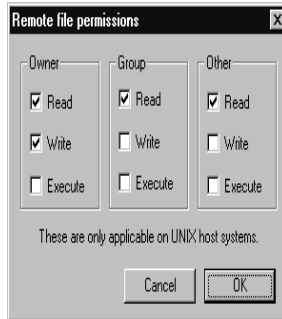 Remote file permissions
Owner
Read
Write
Execute
Group
Read
Write
Execute
Other
Read
Write
Execute
These are only applicable on UNIX host systems.
Cancel
OK